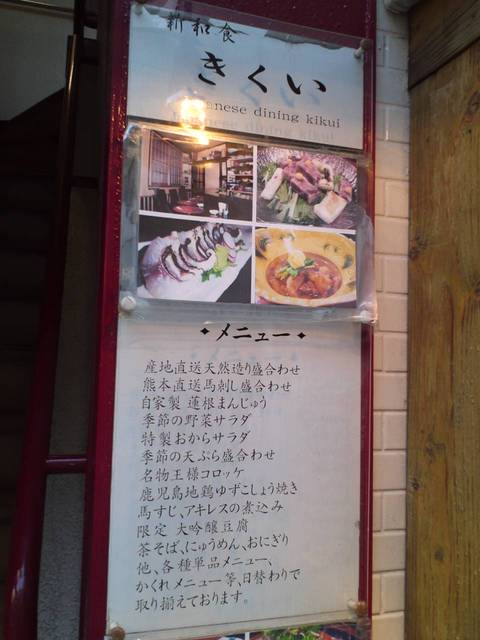 新和食
きくい
anese dining kikui
メニュー
産地直送天然造り盛合わせ
熊本直送馬刺し盛合わせ
自家製 蓮根まんじゅう
季節の野菜サラダ
特製おからサラダ
季節の天ぷら盛合わせ
名物王様コロッケ
鹿児島地鶏ゆずこしょう焼き
馬すじ、アキレスの煮込み
限定 大吟醸豆腐
茶そば、にゅうめん、おにぎり
他、各種単品メニュー、
かくれメニュー等、日替わりで
取り揃えております。